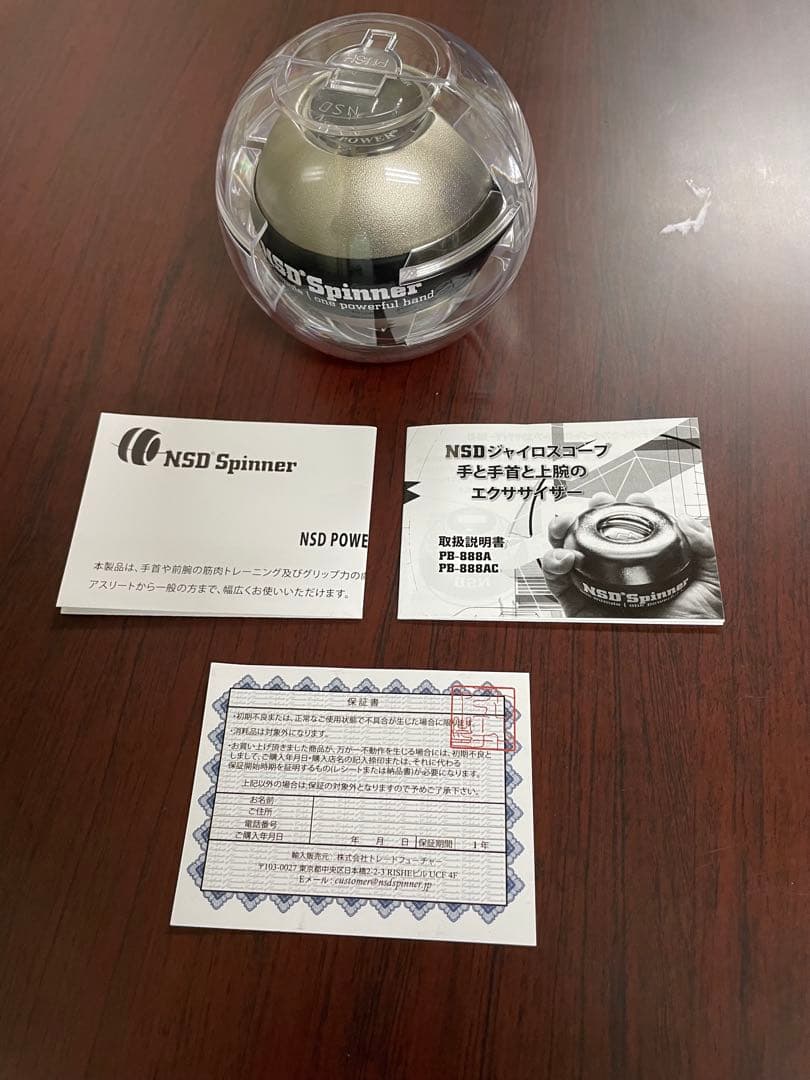 PUSH
NSD
POWER®
NSD® Spinner
one powerful hand
NSD® Spinner
NSD POWE
本製品は、手首や前腕の筋肉トレーニング及びグリップ力の
アスリートから一般の方まで、幅広くお使いいただけます。
NSDジャイロスコープ
手と手首と上腕の
エクササイザー
取扱説明書
PB-888A
PB-888AC
NSD® Spinner
保証書
・初期不良または、正常なご使用状態で不具合が生じた場合に限ります。
・消耗品は対象外になります。
・お買い上げ頂きました商品が、万が一不動作を生じる場合には、初期不良と
しまして、ご購入年月日・購入店名の記入捺印または、それに代わる
保証開始時期を証明するもの(レシートまたは納品書)が必要になります。
上記以外の場合は保証の対象外となりますので予めご了承下さい。
お名前
ご住所
電話番号
ご購入年月日 年 月 日 保証期間 1年
輸入販売元:株式会社トレードフューチャー
〒103-0027 東京都中央区日本橋2-2-3 RISHEビル UCF 4F
Eメール:customer@nsdspinner.jp